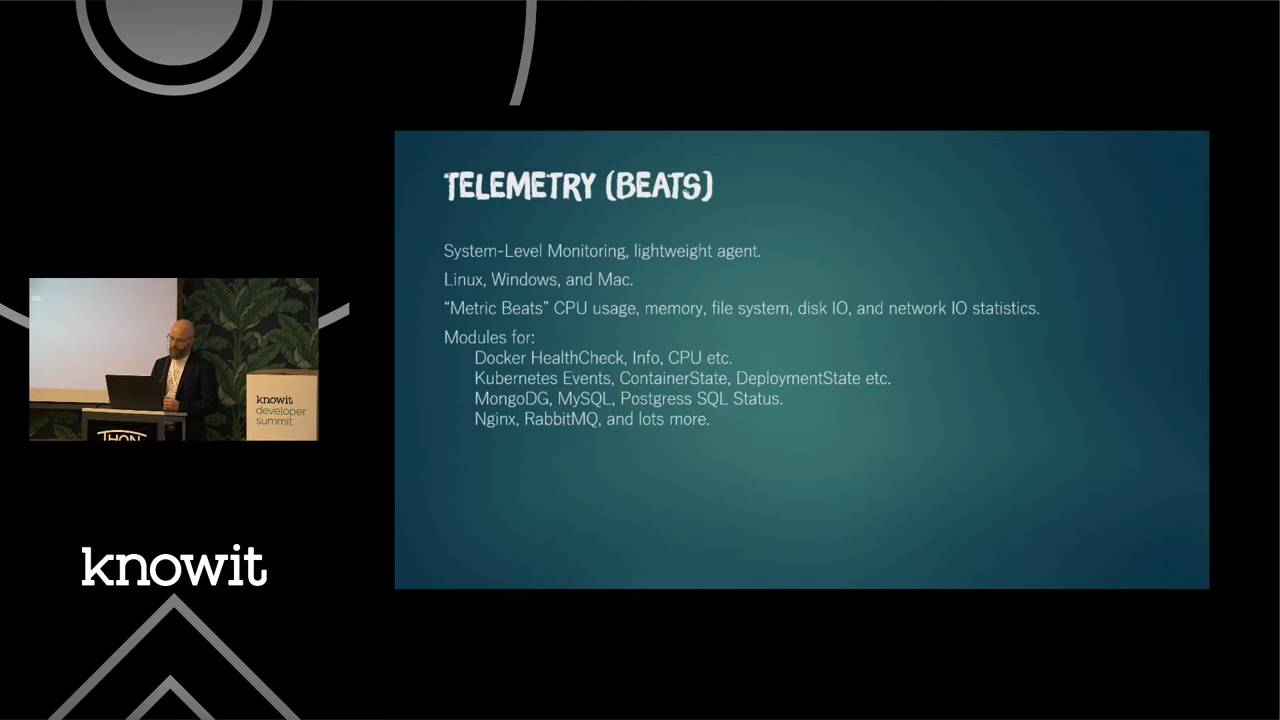 TELEMETRY (BEATS)
System-Level Monitoring, lightweight agent.
Linux, Windows, and Mac.
“Metric Beats” CPU usage, memory, file system, disk IO, and network IO statistics.
Modules for:
Docker HealthCheck, Info, CPU etc.
Kubernetes Events, ContainerState, DeploymentState etc.
MongoDG, MySQL, Postgress SQL Status.
Nginx, RabbitMQ, and lots more.
etc.
knowit
developer
summit
THON
knowit